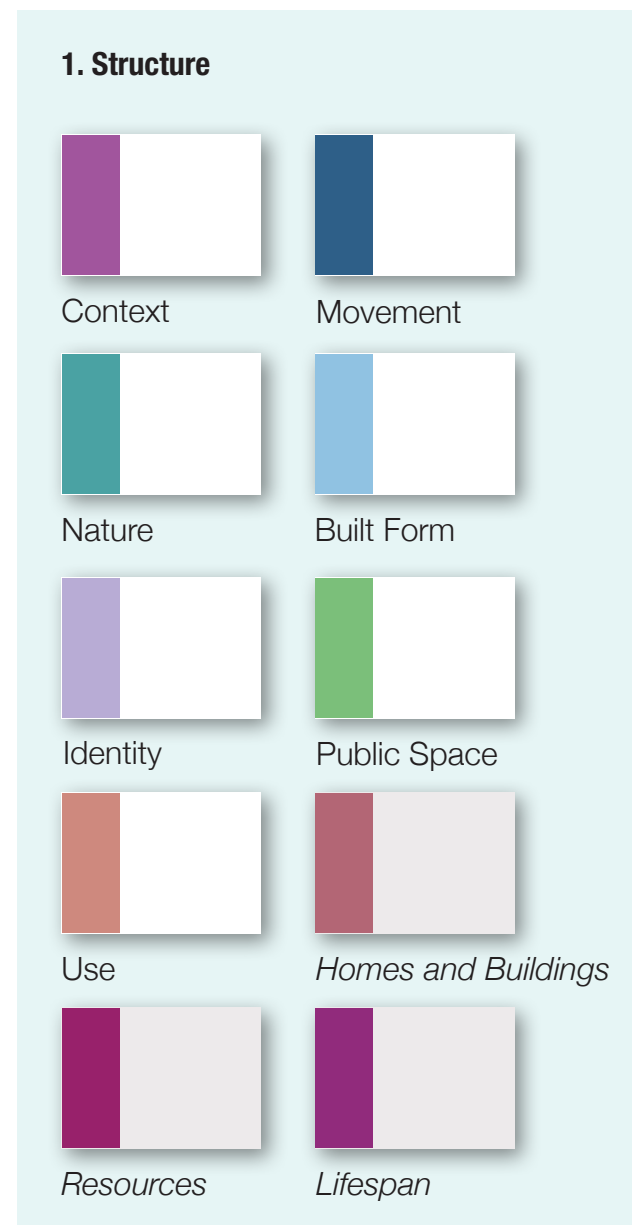 1. Structure
Context
Movement
Nature
Built Form
Identity
Public Space
Use
Homes and Buildings
Resources
Lifespan